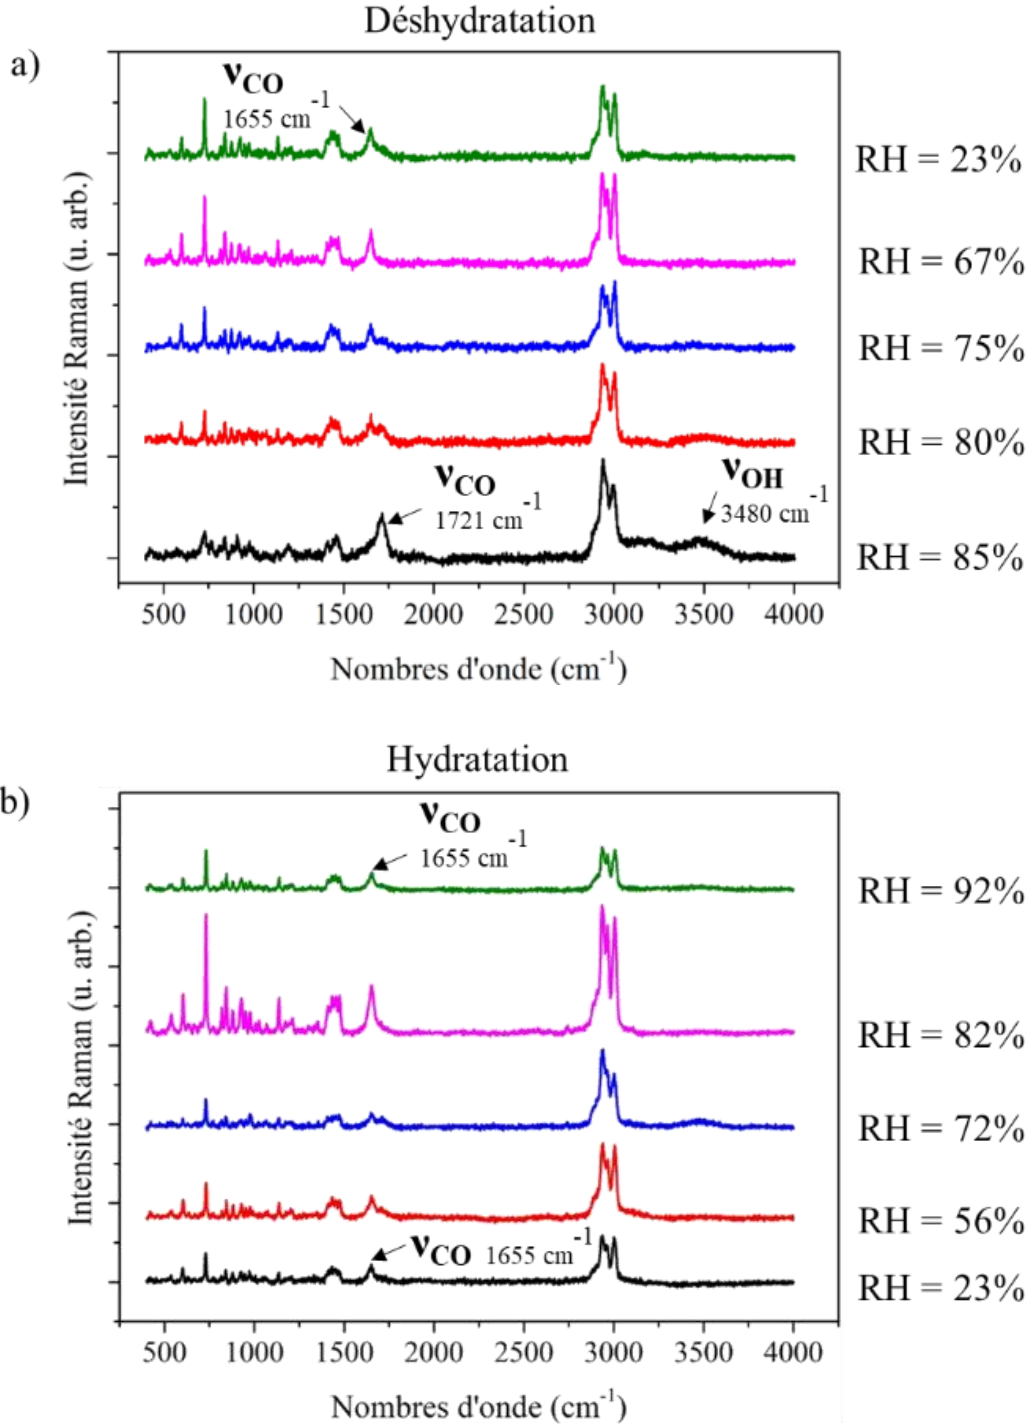 Déshydratation
a)
νCO
1655 cm-1
RH = 23%
RH = 67%
RH = 75%
RH = 80%
νCO
1721 cm-1
νOH
3480 cm-1
RH = 85%
Intensité Raman (u. arb.)
500 1000 1500 2000 2500 3000 3500 4000
Nombres d'onde (cm-1)
Hydratation
b)
νCO
1655 cm-1
RH = 92%
RH = 82%
RH = 72%
RH = 56%
νCO 1655 cm-1
RH = 23%
Intensité Raman (u. arb.)
500 1000 1500 2000 2500 3000 3500 4000
Nombres d'onde (cm-1)